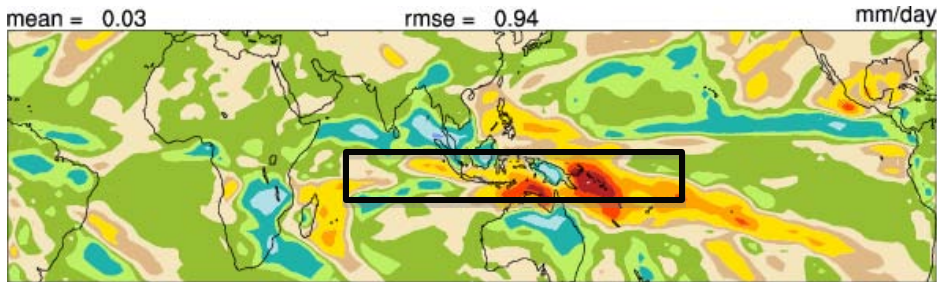 mean = 0.03 rmse = 0.94 mm/day